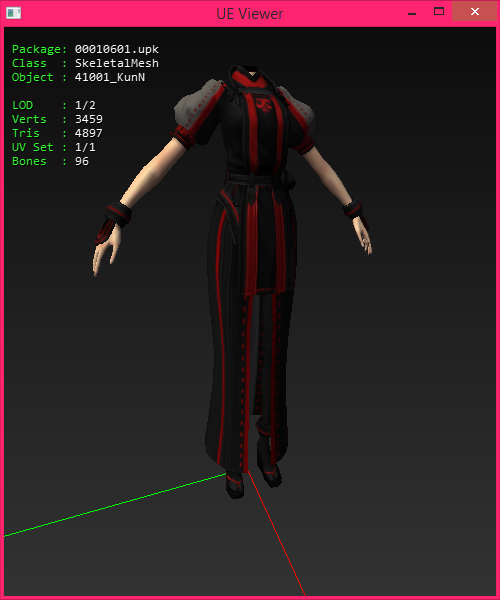 UE Viewer
Package: 00010601.upk
Class : SkeletalMesh
Object : 41001_KunN
LOD : 1/2
Verts : 3459
Tris : 4897
UV Set : 1/1
Bones : 96